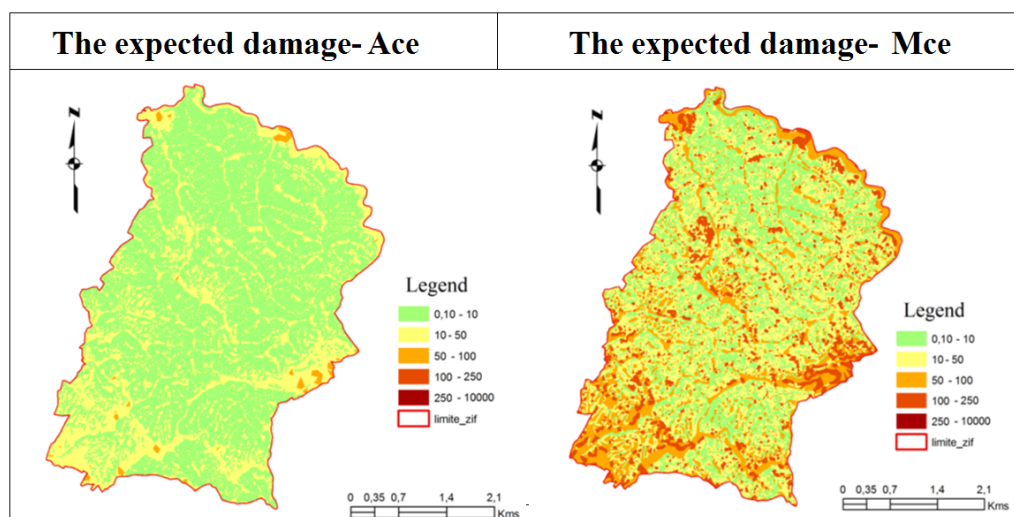 The expected damage- Ace
The expected damage- Mce
N
Legend
0,10 - 10
10 - 50
50 - 100
100 - 250
250 - 10000
limite_zif
0 0,35 0,7 1,4 2,1
Kms
N
Legend
0,10 - 10
10 - 50
50 - 100
100 - 250
250 - 10000
limite_zif
0 0,35 0,7 1,4 2,1
Kms